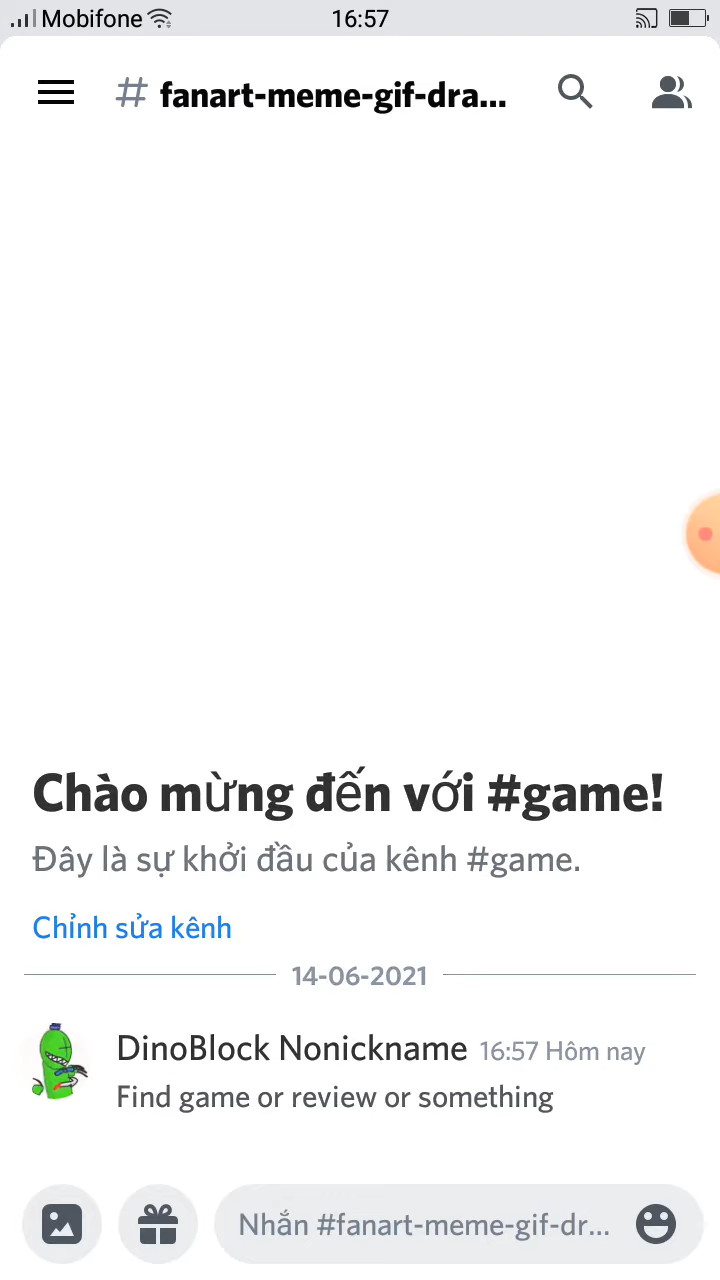 Mobifone 16:57
# fanart-meme-gif-dra...
Chào mừng đến với #game!
Đây là sự khởi đầu của kênh #game.
Chỉnh sửa kênh
14-06-2021
DinoBlock Nonickname 16:57 Hôm nay
Find game or review or something
Nhắn #fanart-meme-gif-dr...